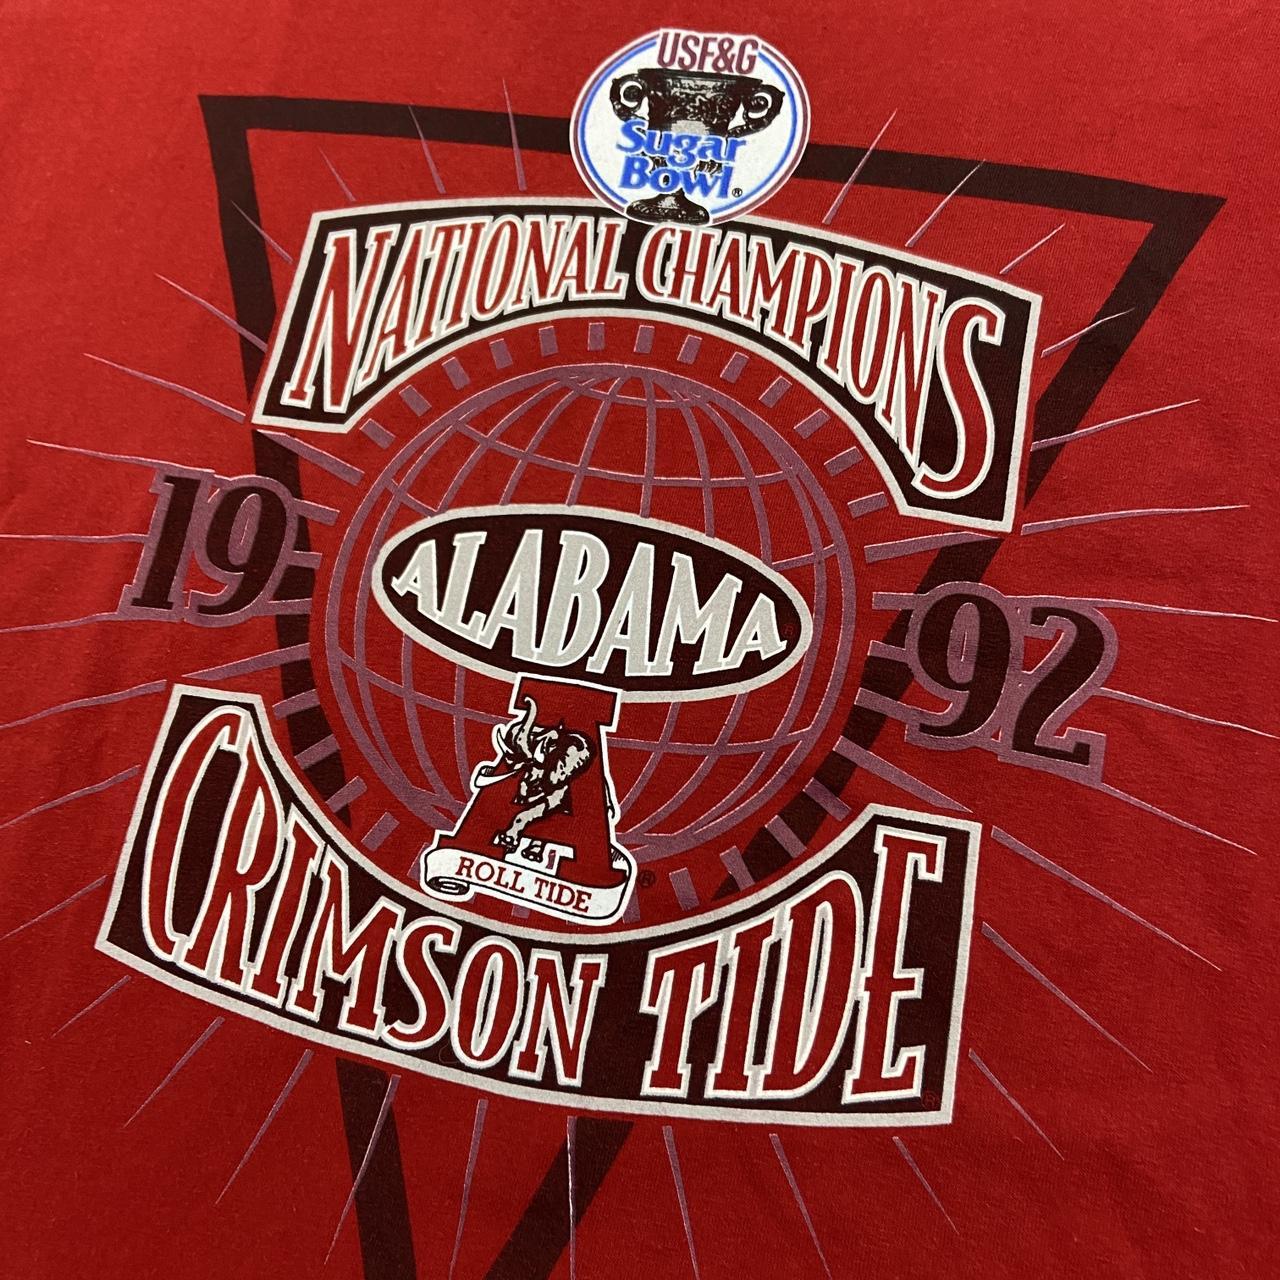 USF&G
Sugar
Bowl®
NATIONAL CHAMPIONS
19 92
ALABAMA
A
ROLL TIDE
®
CRIMSON TIDE®